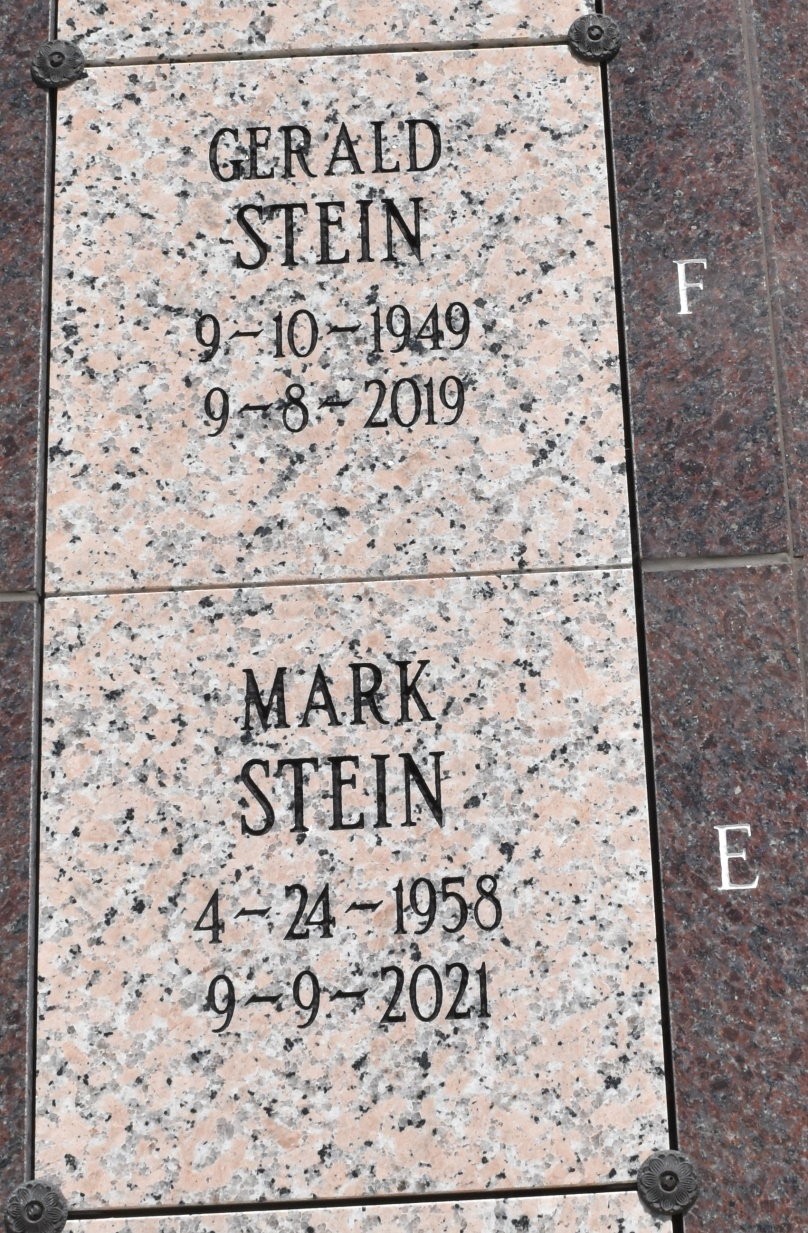 GERALD
STEIN
9-10-1949
9-8-2019
F
MARK
STEIN
4-24-1958
9-9-2021
E